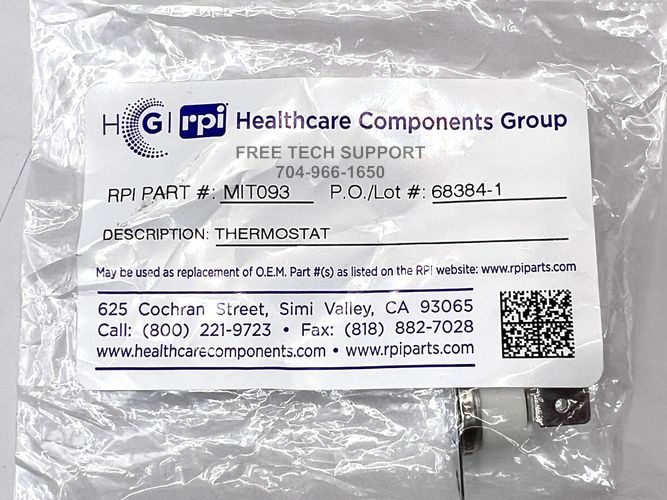 HCG | rpi Healthcare Components Group
FREE TECH SUPPORT
704-966-1650
RPI PART #: MIT093 P.O./Lot #: 68384-1
DESCRIPTION: THERMOSTAT
May be used as replacement of O.E.M. Part #(s) as listed on the RPI website: www.rpiparts.com
625 Cochran Street, Simi Valley, CA 93065
Call: (800) 221-9723 • Fax: (818) 882-7028
www.healthcarecomponents.com • www.rpiparts.com